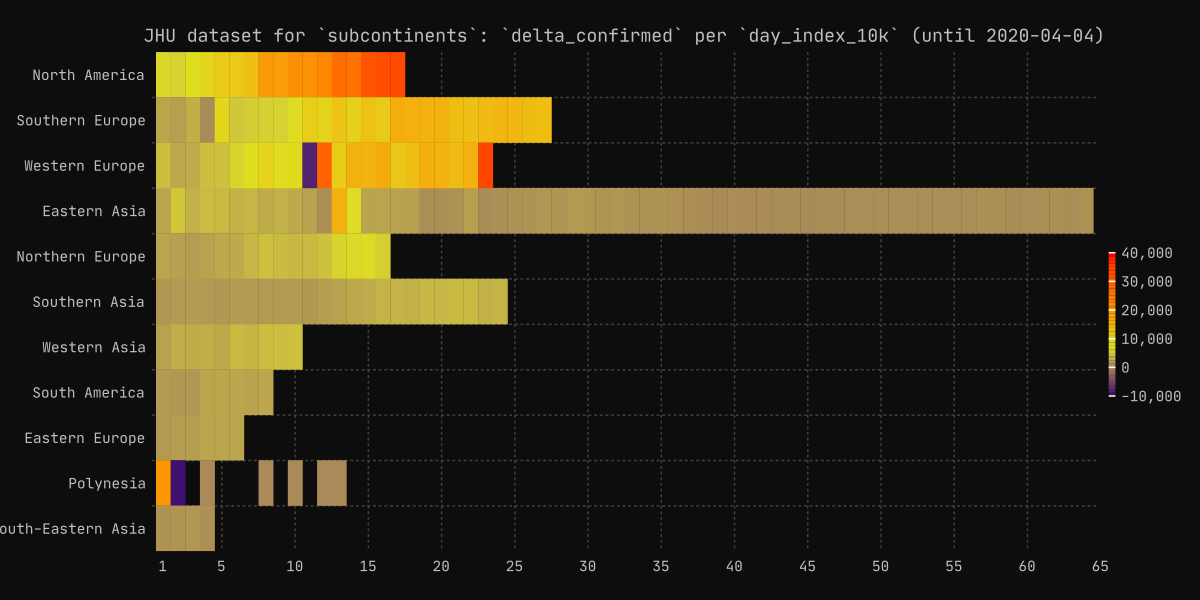 JHU dataset for `subcontinents`: `delta_confirmed` per `day_index_10k` (until 2020-04-04)
North America
Southern Europe
Western Europe
Eastern Asia
Northern Europe
Southern Asia
Western Asia
South America
Eastern Europe
Polynesia
outh-Eastern Asia
1 5 10 15 20 25 30 35 40 45 50 55 60 65
40,000
30,000
20,000
10,000
0
-10,000